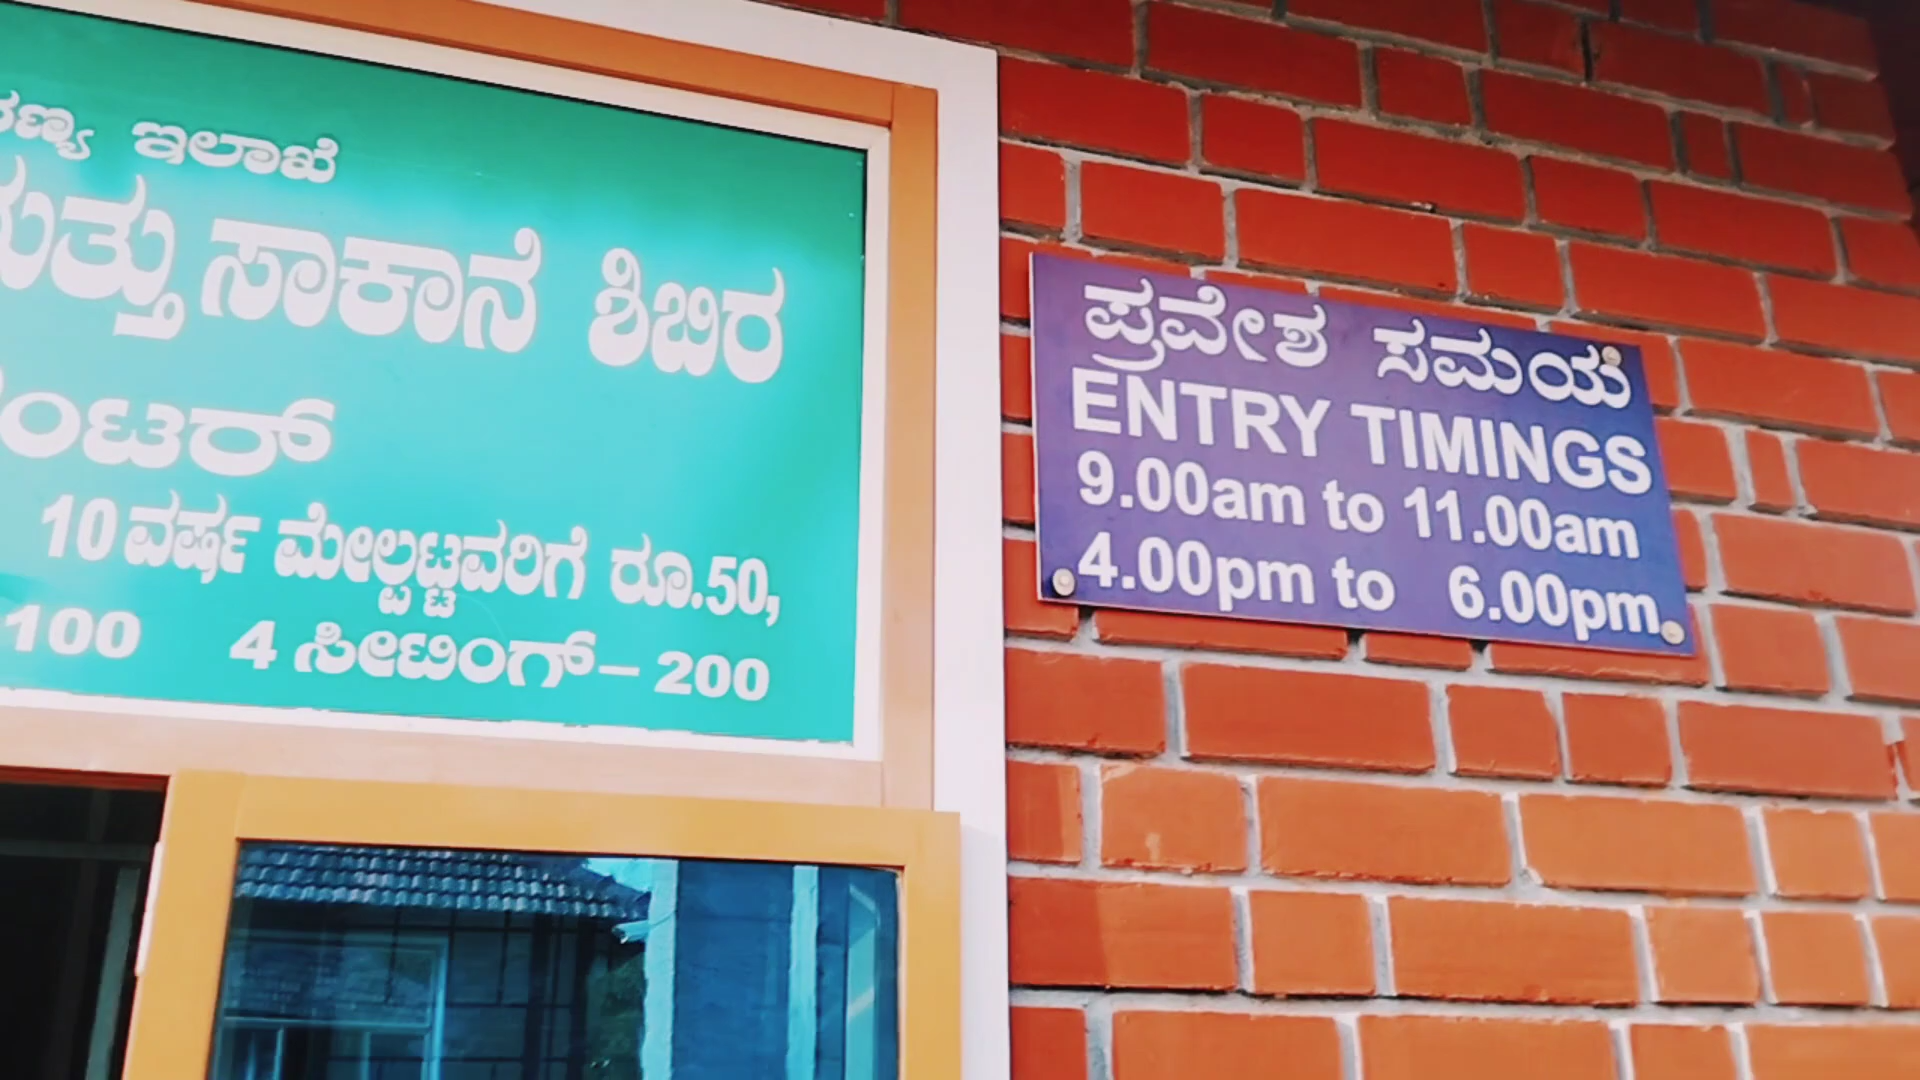 ಇಲಾಖೆ
ಮತ್ತು ಸಾಕಾನೆ ಶಿಬಿರ
10 ವರ್ಷ ಮೇಲ್ಪಟ್ಟವರಿಗೆ ರೂ.50,
100 4 ಸೀಟಿಂಗ್ – 200
ಪ್ರವೇಶ ಸಮಯ
ENTRY TIMINGS
9.00am to 11.00am
4.00pm to 6.00pm